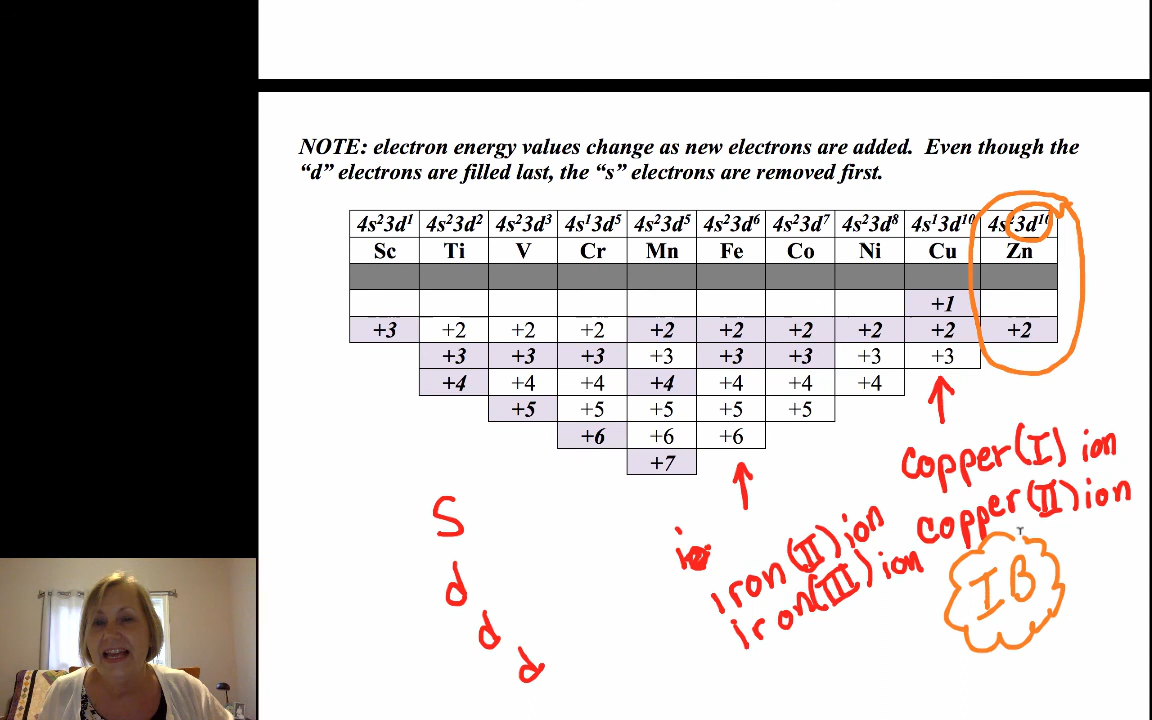 NOTE: electron energy values change as new electrons are added. Even though the
“d” electrons are filled last, the “s” electrons are removed first.
4s²3d¹ 4s²3d² 4s²3d³ 4s¹3d⁵ 4s²3d⁵ 4s²3d⁶ 4s²3d⁷ 4s²3d⁸ 4s¹3d¹⁰ 4s²3d¹⁰
Sc Ti V Cr Mn Fe Co Ni Cu Zn
+1
+3 +2 +2 +2 +2 +2 +2 +2 +2 +2
+3 +3 +3 +3 +3 +3 +3 +3
+4 +4 +4 +4 +4 +4 +4
+5 +5 +5 +5 +5
+6 +6 +6
+7
copper(I) ion
copper(II) ion
iron(II) ion
iron(III) ion
IB
S
d
d
d